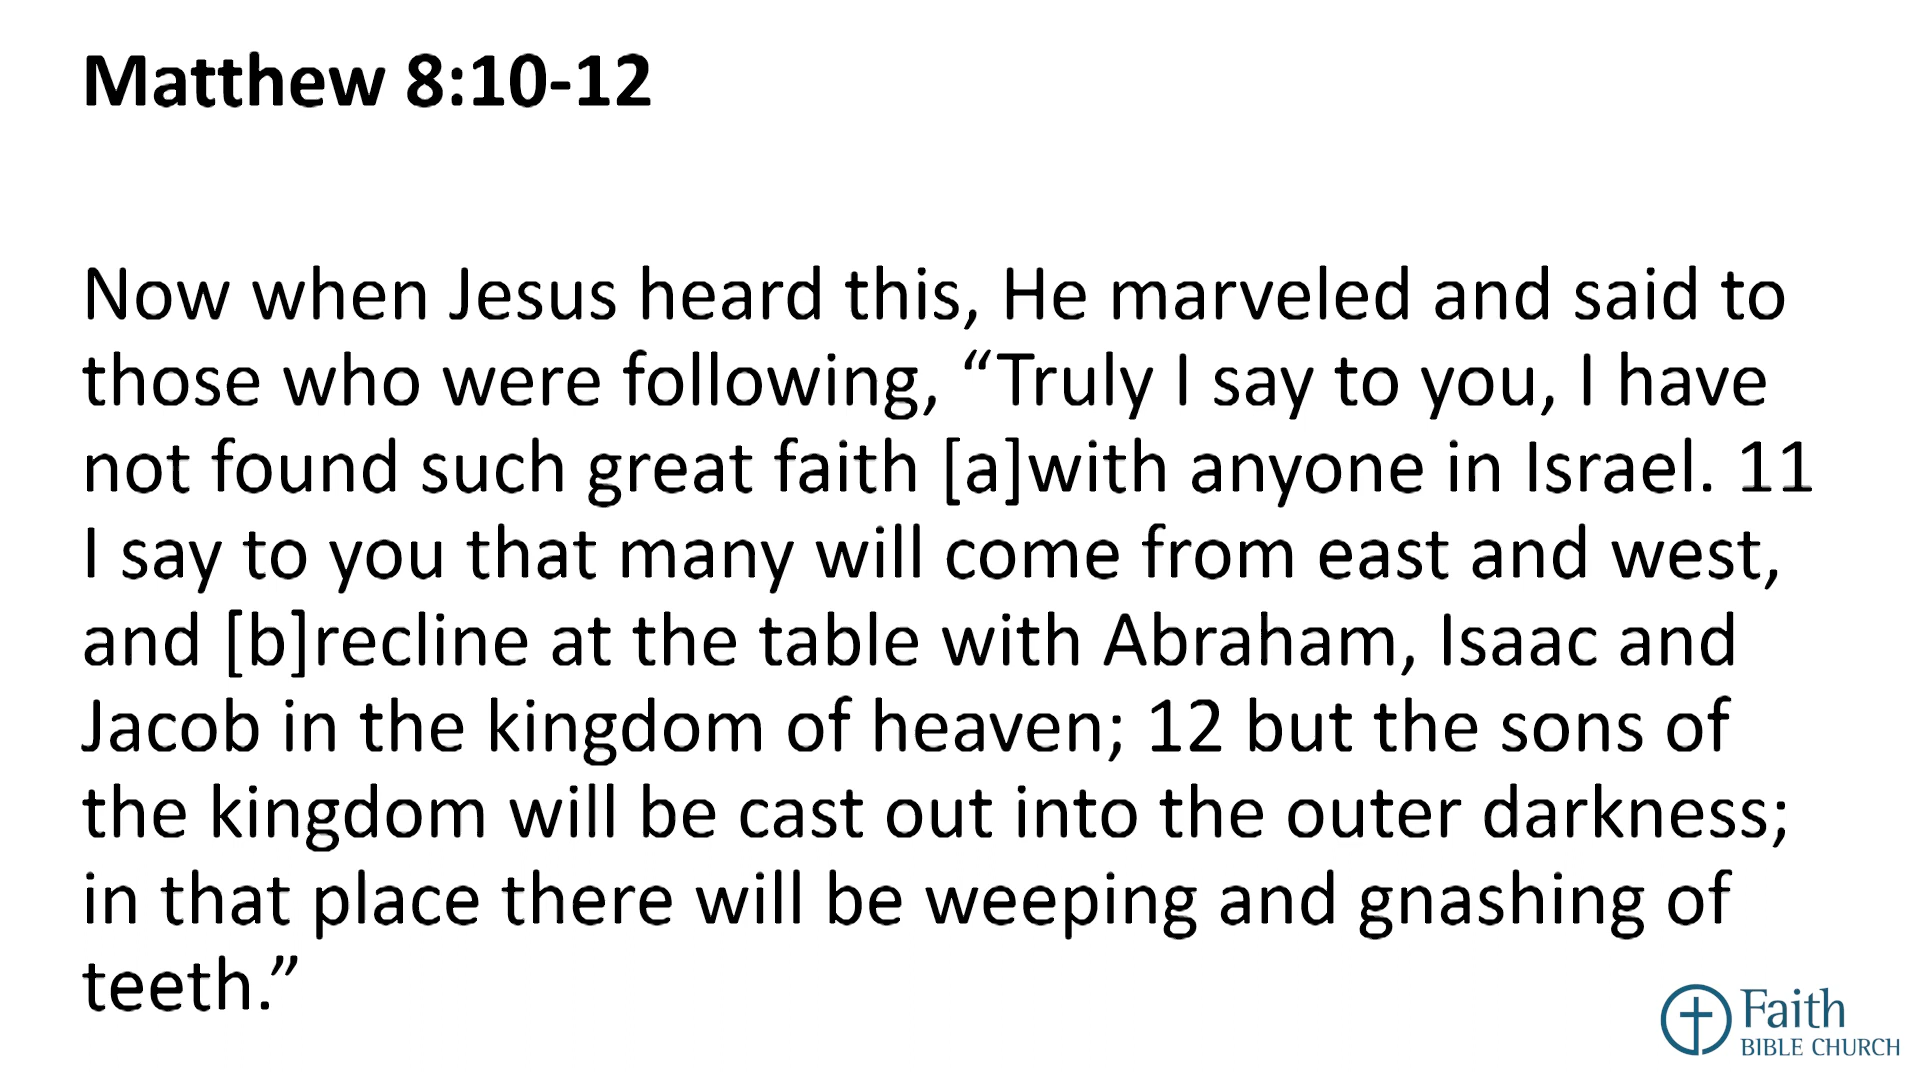 Matthew 8:10-12
Now when Jesus heard this, He marveled and said to
those who were following, “Truly I say to you, I have
not found such great faith [a]with anyone in Israel. 11
I say to you that many will come from east and west,
and [b]recline at the table with Abraham, Isaac and
Jacob in the kingdom of heaven; 12 but the sons of
the kingdom will be cast out into the outer darkness;
in that place there will be weeping and gnashing of
teeth.”
Faith
BIBLE CHURCH